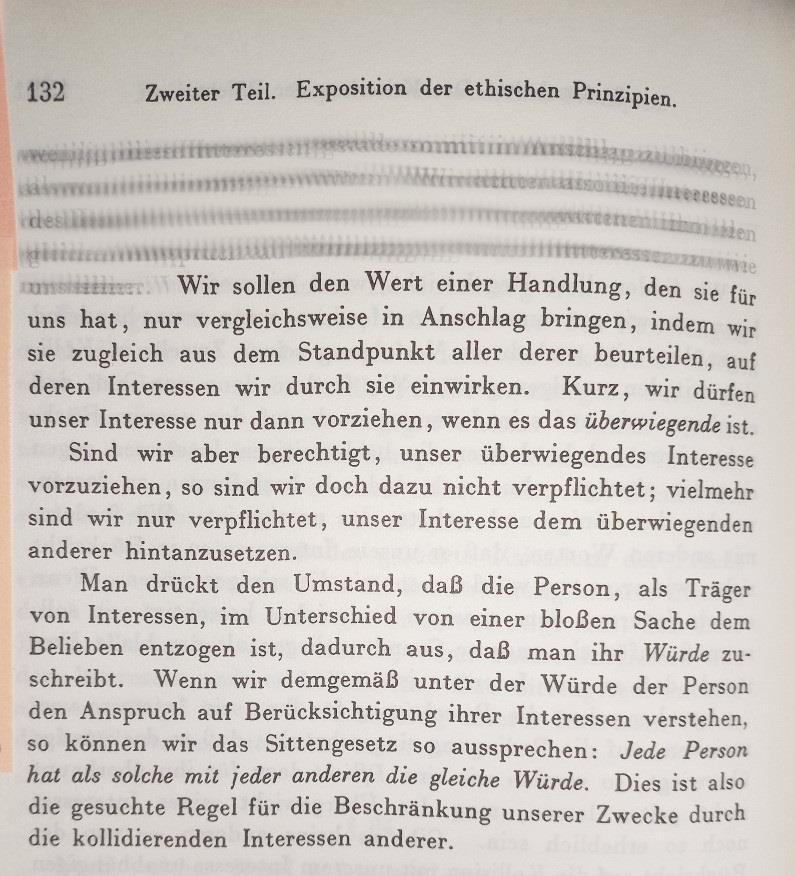 132 Zweiter Teil. Exposition der ethischen Prinzipien.
des
Wir sollen den Wert einer Handlung, den sie für
uns hat, nur vergleichsweise in Anschlag bringen, indem wir
sie zugleich aus dem Standpunkt aller derer beurteilen, auf
deren Interessen wir durch sie einwirken. Kurz, wir dürfen
unser Interesse nur dann vorziehen, wenn es das überwiegende ist.
Sind wir aber berechtigt, unser überwiegendes Interesse
vorzuziehen, so sind wir doch dazu nicht verpflichtet; vielmehr
sind wir nur verpflichtet, unser Interesse dem überwiegenden
anderer hintanzusetzen.
Man drückt den Umstand, daß die Person, als Träger
von Interessen, im Unterschied von einer bloßen Sache dem
Belieben entzogen ist, dadurch aus, daß man ihr Würde zu-
schreibt. Wenn wir demgemäß unter der Würde der Person
den Anspruch auf Berücksichtigung ihrer Interessen verstehen,
so können wir das Sittengesetz so aussprechen: Jede Person
hat als solche mit jeder anderen die gleiche Würde. Dies ist also
die gesuchte Regel für die Beschränkung unserer Zwecke durch
die kollidierenden Interessen anderer.